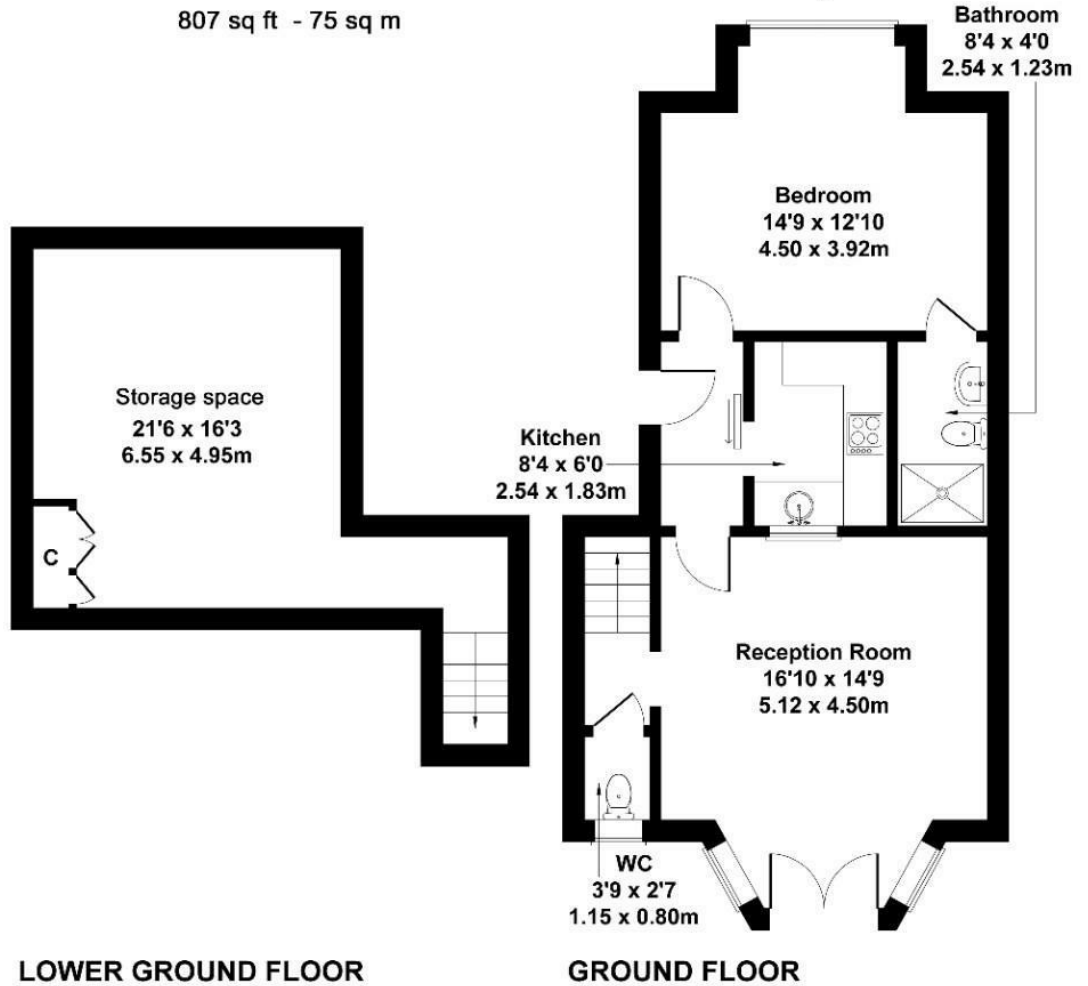 807 sq ft - 75 sq m
Bathroom
8'4 x 4'0
2.54 x 1.23m
Bedroom
14'9 x 12'10
4.50 x 3.92m
Storage space
21'6 x 16'3
6.55 x 4.95m
Kitchen
8'4 x 6'0
2.54 x 1.83m
C
Reception Room
16'10 x 14'9
5.12 x 4.50m
WC
3'9 x 2'7
1.15 x 0.80m
LOWER GROUND FLOOR
GROUND FLOOR